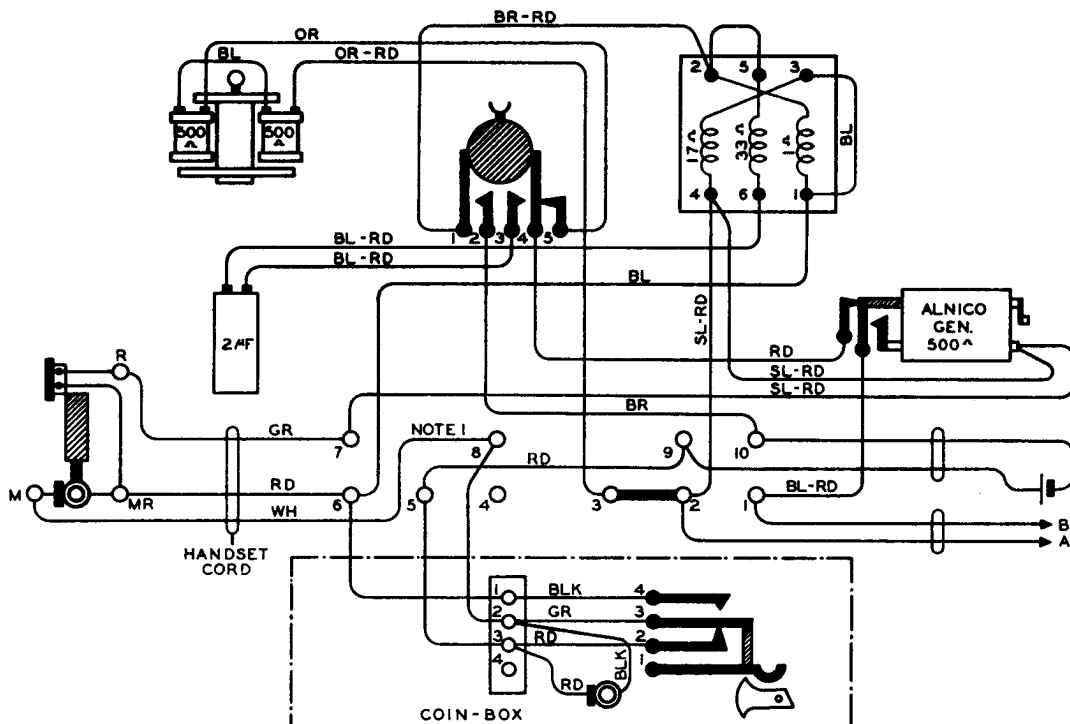 BR-RD
OR
BL
OR-RD
500
500
2 5 3
17 33 1
BL
4 6 1
1 2 3 4 5
BL-RD
BL-RD
BL
2µF
SL-RD
ALNICO
GEN.
500
RD
SL-RD
SL-RD
R
BR
GR
7
NOTE 1
8
9
10
RD
M
MR
RD
6
5
4
3
2
1
BL-RD
WH
HANDSET
CORD
B
A
1 BLK 4
2 GR 3
3 RD 2
4 1
BLK
RD
COIN-BOX